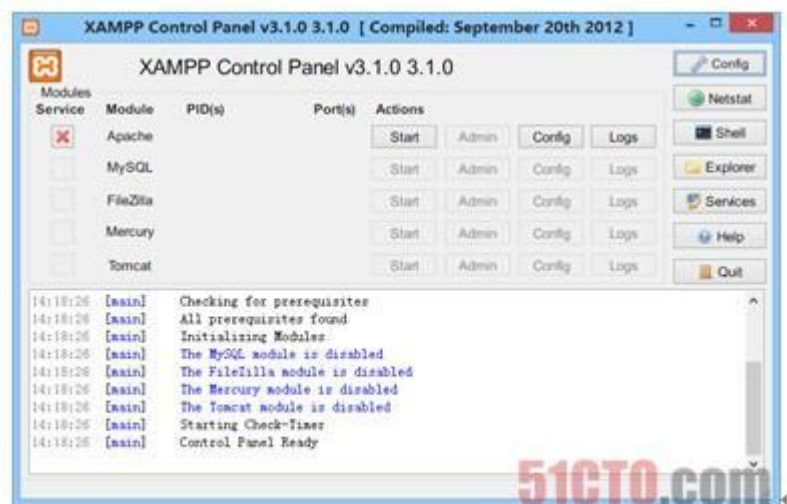 XAMPP Control Panel v3.1.0 3.1.0 [ Compiled: September 20th 2012 ]
XAMPP Control Panel v3.1.0 3.1.0
Config
Modules
Service Module PID(s) Port(s) Actions
Netstat
Apache Start Admin Config Logs
Shell
MySQL Start Admin Config Logs
Explorer
FileZilla Start Admin Config Logs
Services
Mercury Start Admin Config Logs
Help
Tomcat Start Admin Config Logs
Quit
14:18:26 [main] Checking for prerequisites
14:18:26 [main] All prerequisites found
14:18:26 [main] Initializing Modules
14:18:26 [main] The MySQL module is disabled
14:18:26 [main] The FileZilla module is disabled
14:18:26 [main] The Mercury module is disabled
14:18:26 [main] The Tomcat module is disabled
14:18:26 [main] Starting Check-Timer
14:18:26 [main] Control Panel Ready
51CTO.com